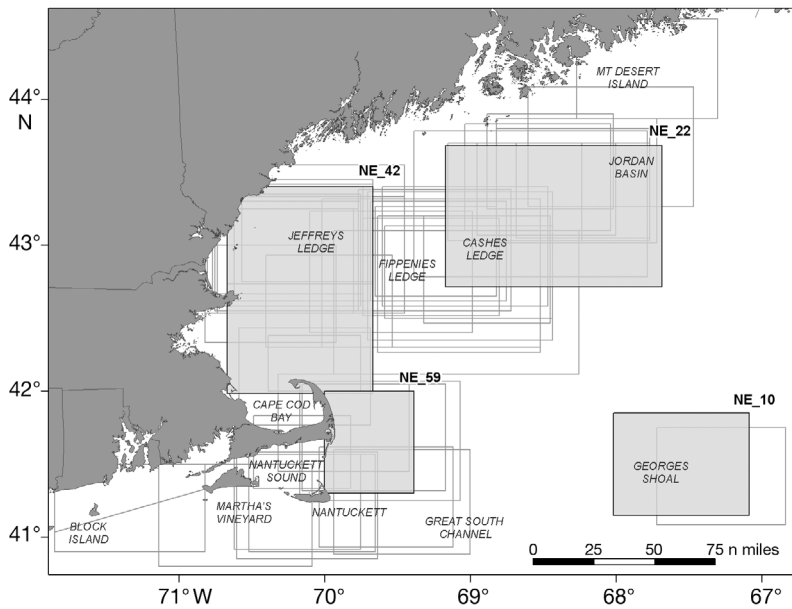 44°
N
MT DESERT
ISLAND
NE_22
JORDAN
BASIN
NE_42
43°
JEFFREYS
LEDGE
CASHES
LEDGE
FIPPENIES
LEDGE
42°
NE_59
CAPE COD
BAY
NE_10
GEORGES
SHOAL
NANTUCKETT
SOUND
MARTHA'S
VINEYARD
NANTUCKETT
GREAT SOUTH
CHANNEL
BLOCK
ISLAND
41°
0 25 50 75 n miles
71° W 70° 69° 68° 67°